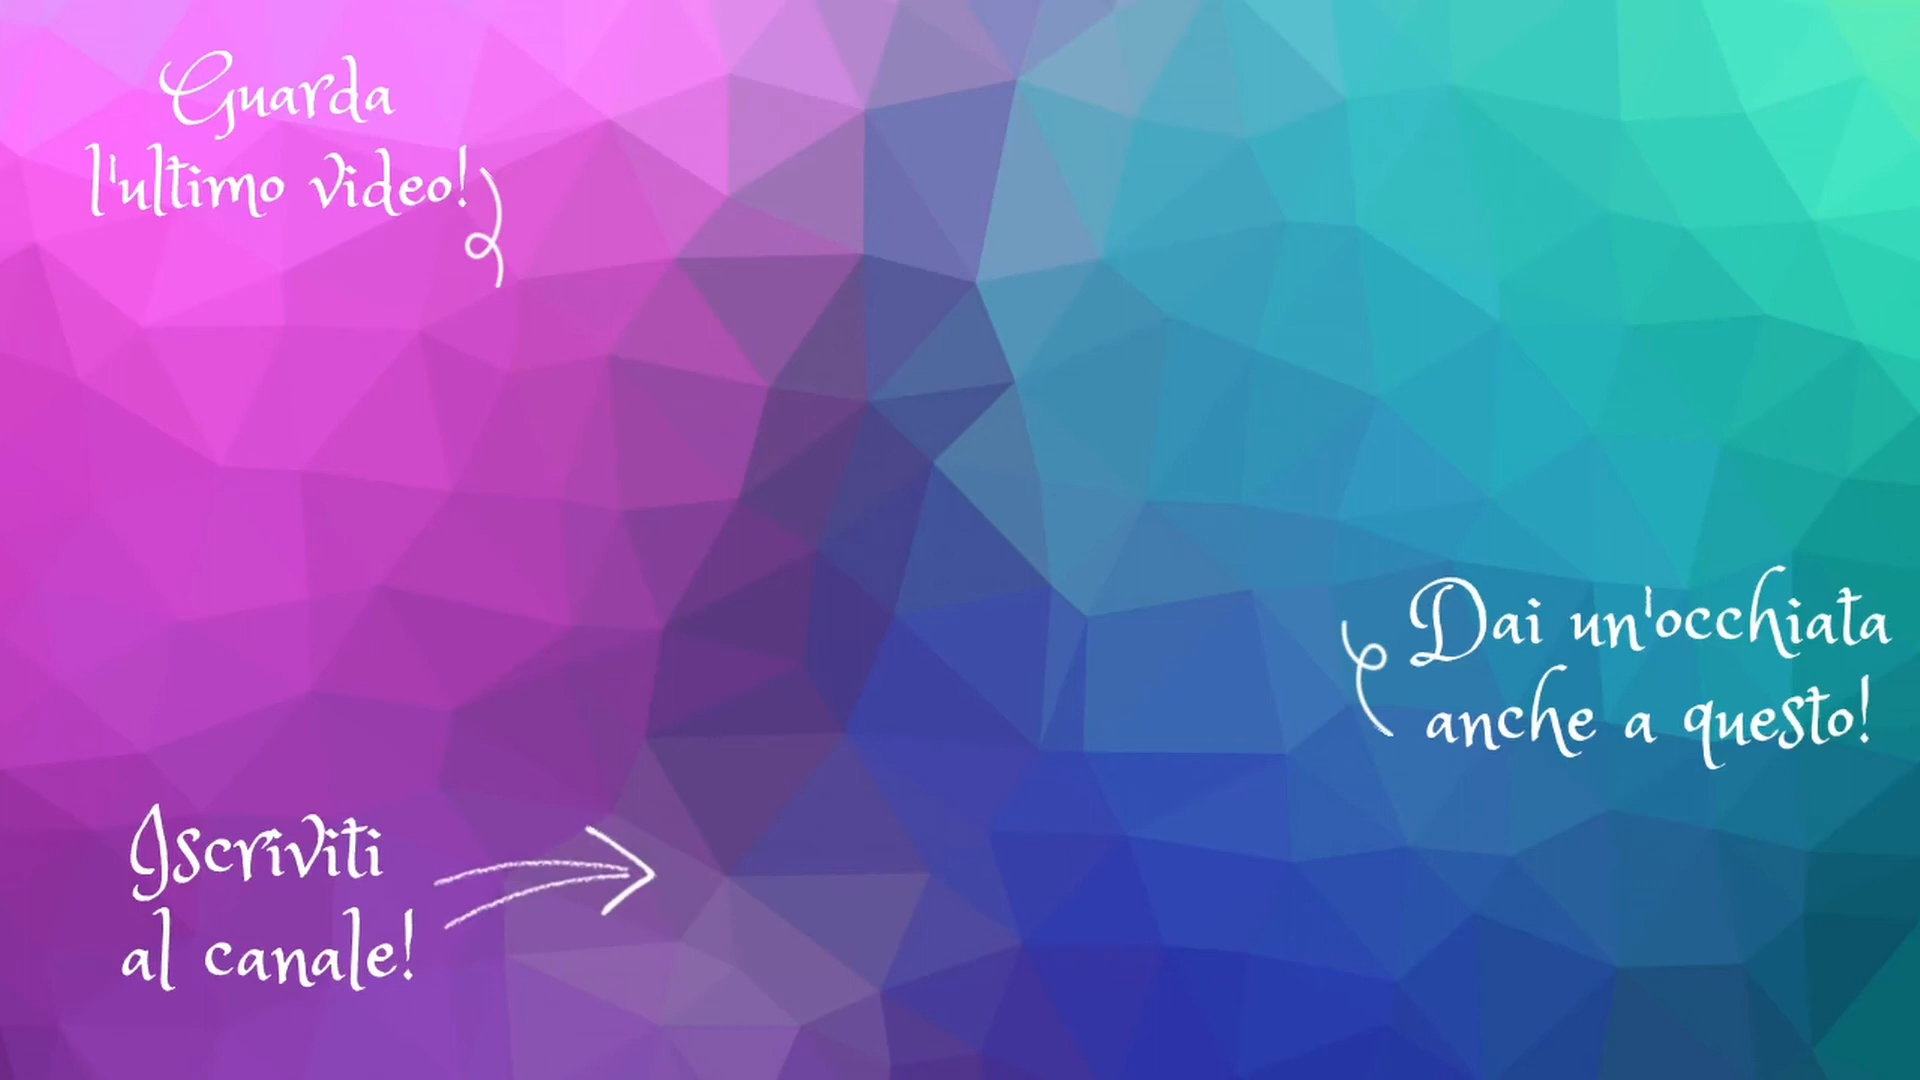 Guarda
l'ultimo video!
Dai un'occhiata
anche a questo!
Iscriviti
al canale!